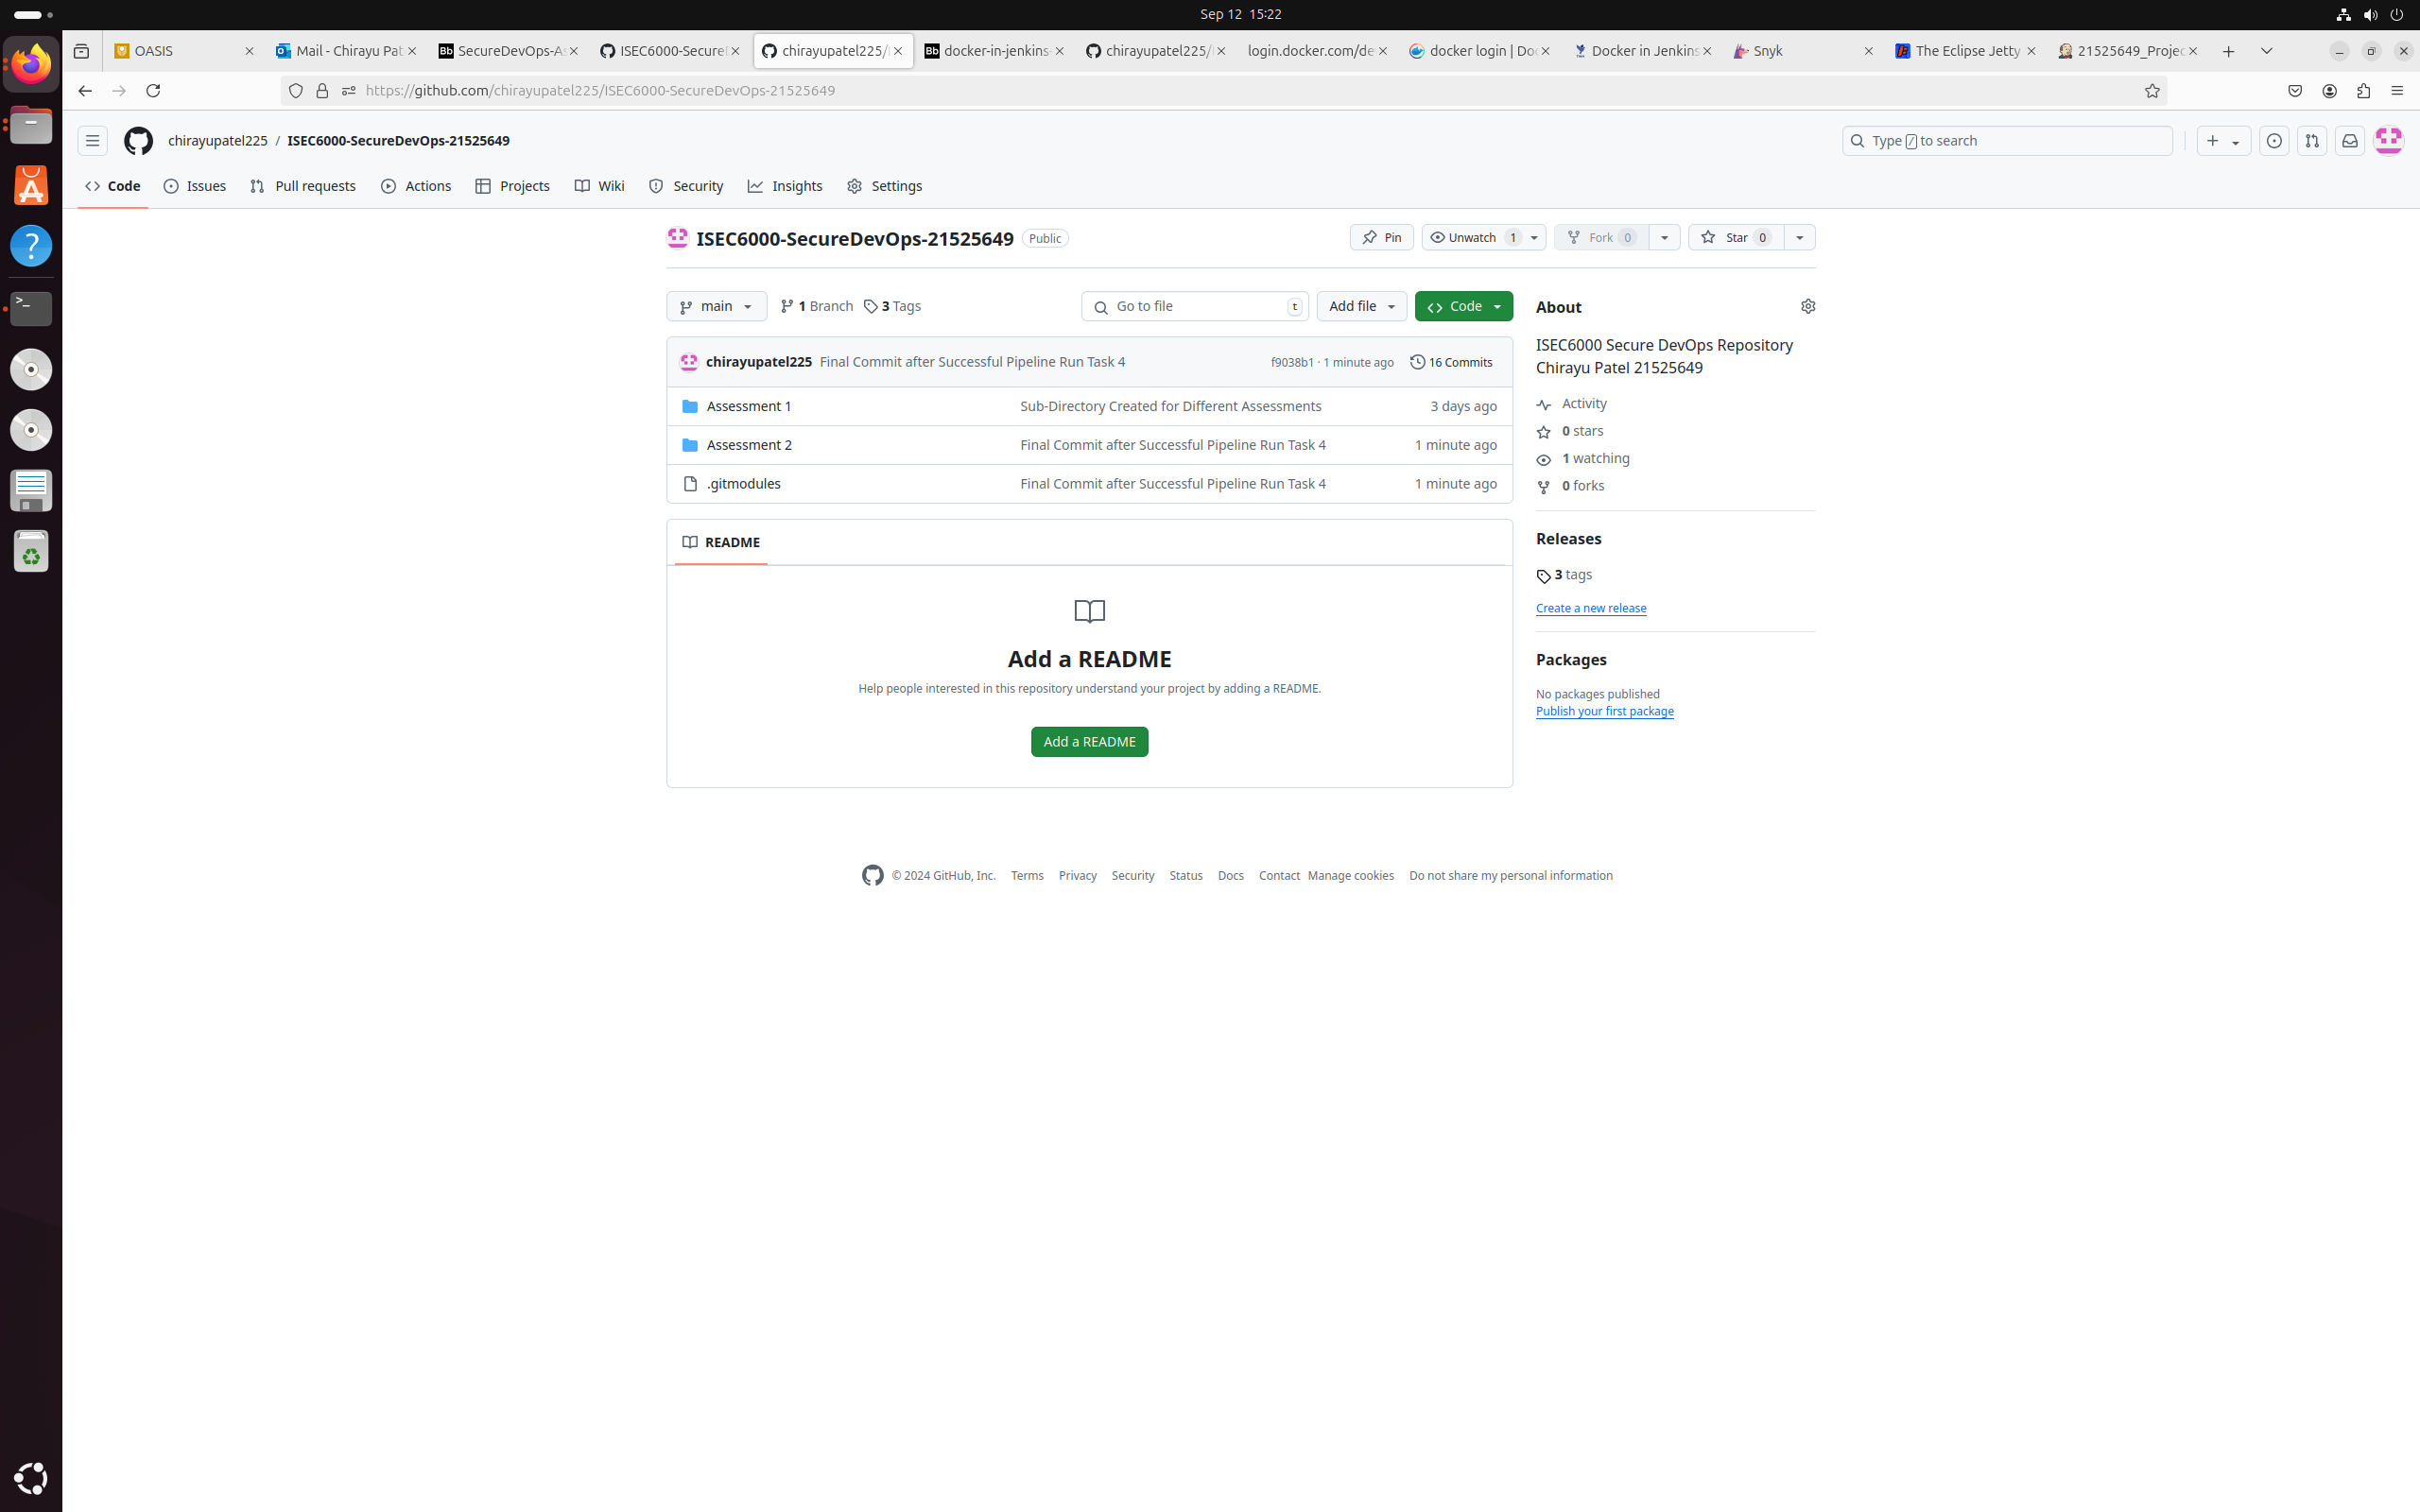 Sep 12 15:22
OASIS
Mail - Chirayu Pat
SecureDevOps-As
ISEC6000-Secure
chirayupatel225/
docker-in-jenkins-
chirayupatel225/
login.docker.com/de
docker login | Doc
Docker in Jenkins
Snyk
The Eclipse Jetty
21525649_Projec
https://github.com/chirayupatel225/ISEC6000-SecureDevOps-21525649
chirayupatel225 / ISEC6000-SecureDevOps-21525649
Type / to search
Code Issues Pull requests Actions Projects Wiki Security Insights Settings
ISEC6000-SecureDevOps-21525649 Public
Pin Unwatch 1 Fork 0 Star 0
main 1 Branch 3 Tags Go to file t Add file Code
chirayupatel225 Final Commit after Successful Pipeline Run Task 4 f9038b1 · 1 minute ago 16 Commits
Assessment 1 Sub-Directory Created for Different Assessments 3 days ago
Assessment 2 Final Commit after Successful Pipeline Run Task 4 1 minute ago
.gitmodules Final Commit after Successful Pipeline Run Task 4 1 minute ago
README
Add a README
Help people interested in this repository understand your project by adding a README.
Add a README
About
ISEC6000 Secure DevOps Repository
Chirayu Patel 21525649
Activity
0 stars
1 watching
0 forks
Releases
3 tags
Create a new release
Packages
No packages published
Publish your first package
© 2024 GitHub, Inc. Terms Privacy Security Status Docs Contact Manage cookies Do not share my personal information